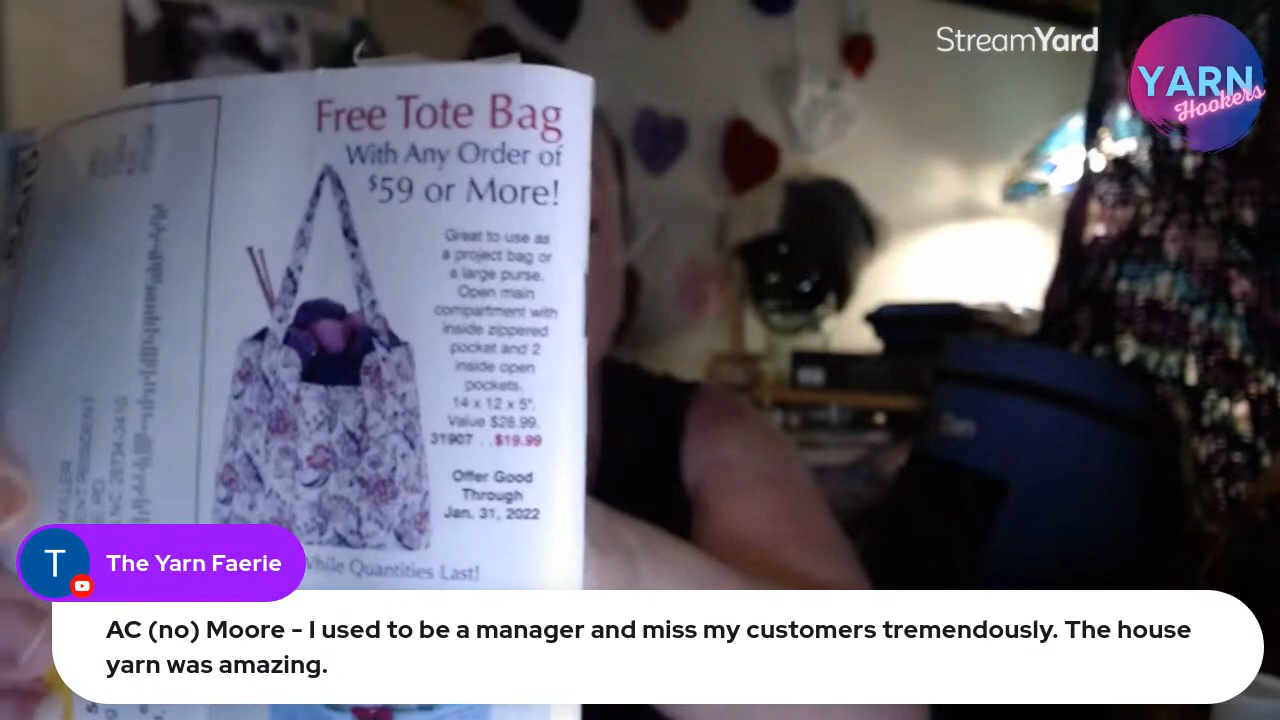 StreamYard
YARN
Hookers
Free Tote Bag
With Any Order of
$59 or More!
Great to use as
a project bag or
a large purse.
Open main
compartment with
inside zippered
pocket and 2
inside open
pockets.
14 x 12 x 5".
Value $28.99.
31907 . . $19.99
Offer Good
Through
Jan. 31, 2022
While Quantities Last!
T
The Yarn Faerie
AC (no) Moore - I used to be a manager and miss my customers tremendously. The house
yarn was amazing.